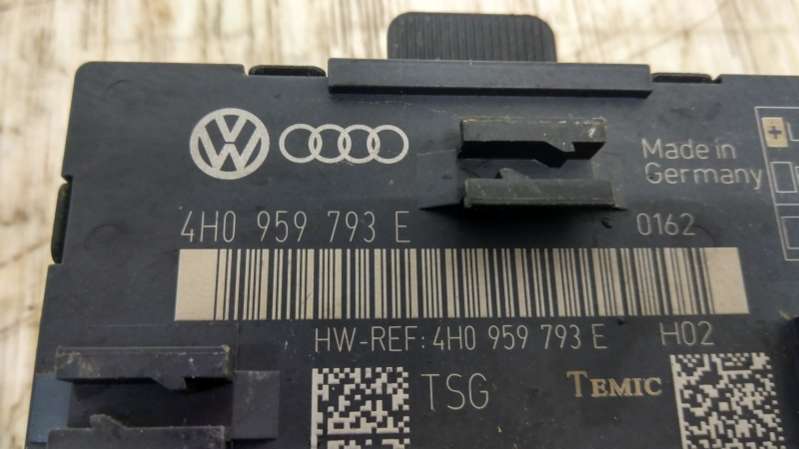 Made in
Germany
4H0 959 793 E 0162
HW-REF: 4H0 959 793 E H02
TSG TEMIC